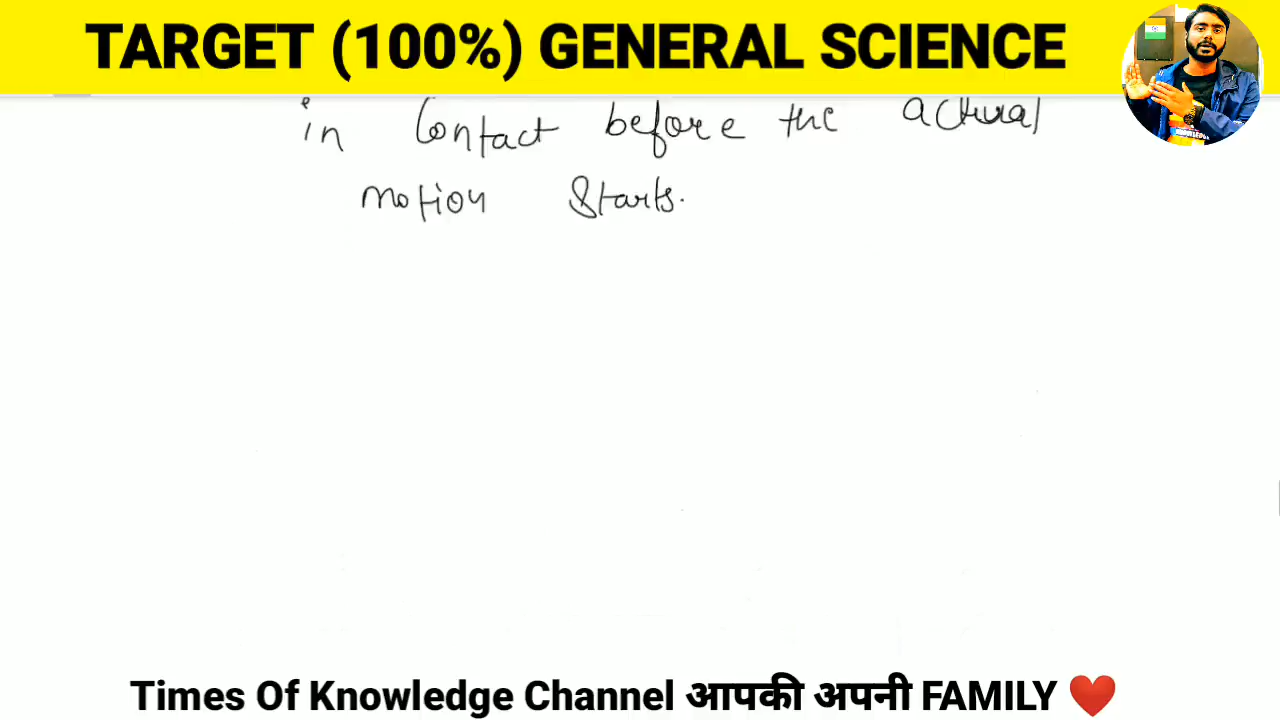 TARGET (100%) GENERAL SCIENCE
in contact before the actual
motion starts.
Times Of Knowledge Channel आपकी अपनी FAMILY ❤️